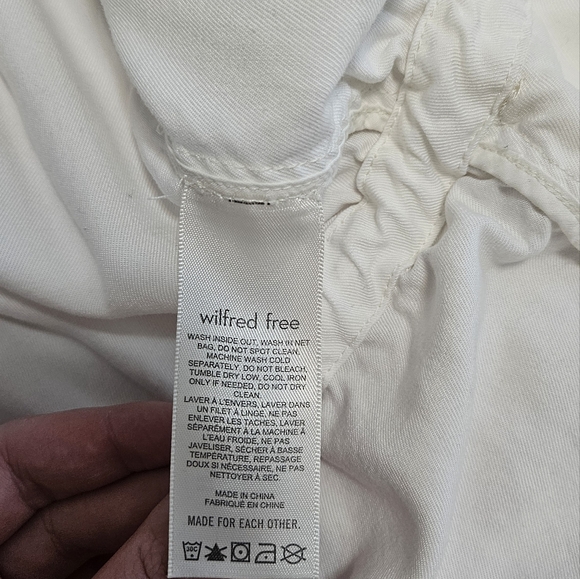 wilfred free
WASH INSIDE OUT, WASH IN NET
BAG, DO NOT SPOT CLEAN.
MACHINE WASH COLD
SEPARATELY, DO NOT BLEACH.
TUMBLE DRY LOW, COOL IRON
ONLY IF NEEDED, DO NOT DRY
CLEAN.
LAVER À L'ENVERS, LAVER DANS
UN FILET À LINGE, NE PAS
ENLEVER LES TACHES, LAVER
SÉPARÉMENT À LA MACHINE À
L'EAU FROIDE, NE PAS
JAVELISER, SÉCHER À BASSE
TEMPÉRATURE, REPASSAGE
DOUX SI NÉCESSAIRE, NE PAS
NETTOYER À SEC.
MADE IN CHINA
FABRIQUÉ EN CHINE
MADE FOR EACH OTHER.
30C